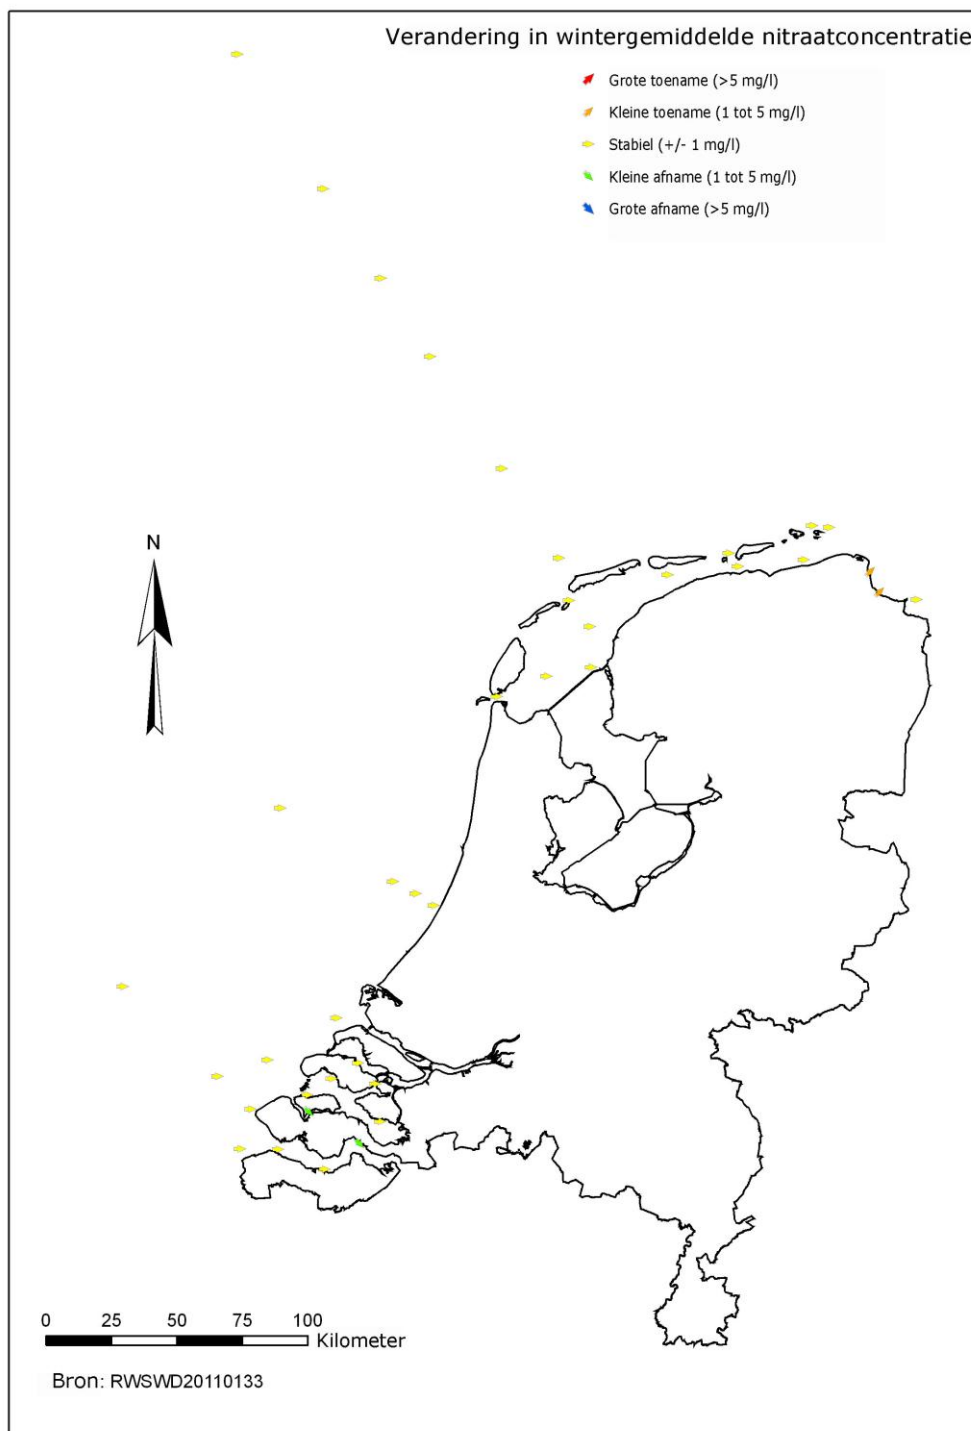 Verandering in wintergemiddelde nitraatconcentratie
Grote toename (>5 mg/l)
Kleine toename (1 tot 5 mg/l)
Stabiel (+/- 1 mg/l)
Kleine afname (1 tot 5 mg/l)
Grote afname (>5 mg/l)
N
0 25 50 75 100
Kilometer
Bron: RWSWD20110133